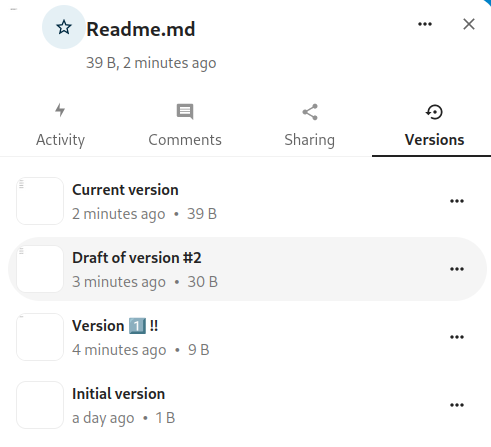 Readme.md
39 B, 2 minutes ago
Activity
Comments
Sharing
Versions
Current version
2 minutes ago • 39 B
Draft of version #2
3 minutes ago • 30 B
Version 1️⃣ !!
4 minutes ago • 9 B
Initial version
a day ago • 1 B